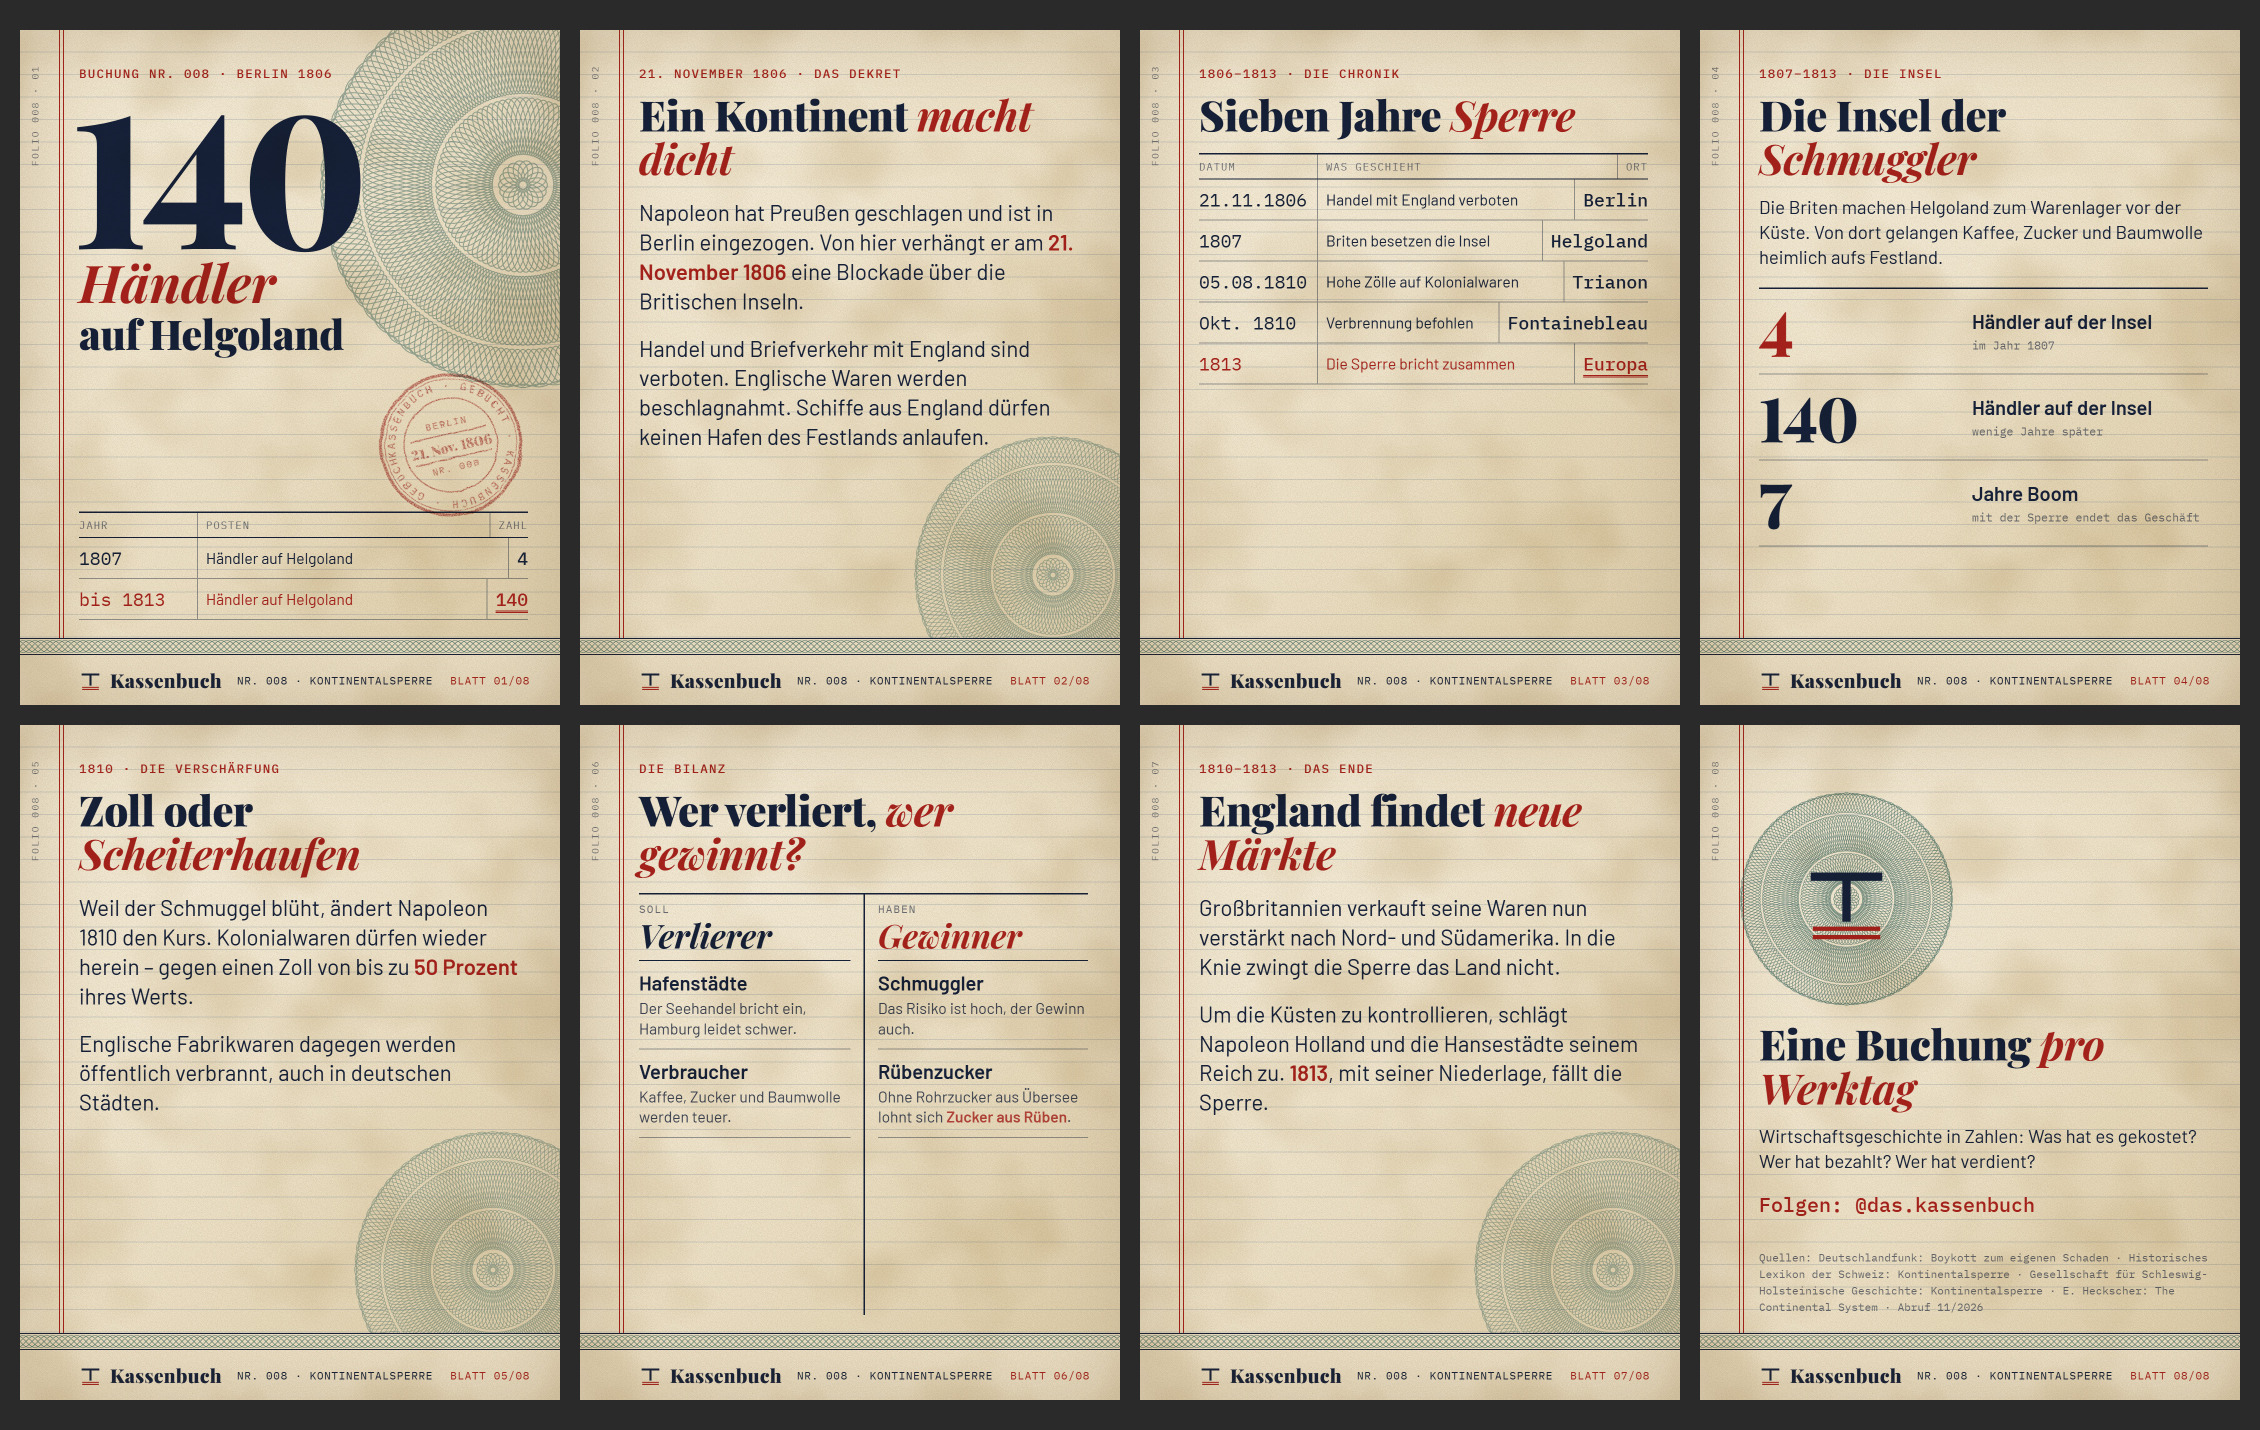 FOLIO 008 · 01
BUCHUNG NR. 008 · BERLIN 1806
140
Händler
auf Helgoland
GEBUCHT · KASSENBUCH · GEBUCHT · KASSENBUCH ·
BERLIN
21. Nov. 1806
NR. 008
JAHR POSTEN ZAHL
1807 Händler auf Helgoland 4
bis 1813 Händler auf Helgoland 140
Kassenbuch NR. 008 · KONTINENTALSPERRE BLATT 01/08
FOLIO 008 · 02
21. NOVEMBER 1806 · DAS DEKRET
Ein Kontinent macht
dicht
Napoleon hat Preußen geschlagen und ist in
Berlin eingezogen. Von hier verhängt er am 21.
November 1806 eine Blockade über die
Britischen Inseln.
Handel und Briefverkehr mit England sind
verboten. Englische Waren werden
beschlagnahmt. Schiffe aus England dürfen
keinen Hafen des Festlands anlaufen.
Kassenbuch NR. 008 · KONTINENTALSPERRE BLATT 02/08
FOLIO 008 · 03
1806–1813 · DIE CHRONIK
Sieben Jahre Sperre
DATUM WAS GESCHIEHT ORT
21.11.1806 Handel mit England verboten Berlin
1807 Briten besetzen die Insel Helgoland
05.08.1810 Hohe Zölle auf Kolonialwaren Trianon
Okt. 1810 Verbrennung befohlen Fontainebleau
1813 Die Sperre bricht zusammen Europa
Kassenbuch NR. 008 · KONTINENTALSPERRE BLATT 03/08
FOLIO 008 · 04
1807–1813 · DIE INSEL
Die Insel der
Schmuggler
Die Briten machen Helgoland zum Warenlager vor der
Küste. Von dort gelangen Kaffee, Zucker und Baumwolle
heimlich aufs Festland.
4 Händler auf der Insel
im Jahr 1807
140 Händler auf der Insel
wenige Jahre später
7 Jahre Boom
mit der Sperre endet das Geschäft
Kassenbuch NR. 008 · KONTINENTALSPERRE BLATT 04/08
FOLIO 008 · 05
1810 · DIE VERSCHÄRFUNG
Zoll oder
Scheiterhaufen
Weil der Schmuggel blüht, ändert Napoleon
1810 den Kurs. Kolonialwaren dürfen wieder
herein – gegen einen Zoll von bis zu 50 Prozent
ihres Werts.
Englische Fabrikwaren dagegen werden
öffentlich verbrannt, auch in deutschen
Städten.
Kassenbuch NR. 008 · KONTINENTALSPERRE BLATT 05/08
FOLIO 008 · 06
DIE BILANZ
Wer verliert, wer
gewinnt?
SOLL
Verlierer
Hafenstädte
Der Seehandel bricht ein,
Hamburg leidet schwer.
Verbraucher
Kaffee, Zucker und Baumwolle
werden teuer.
HABEN
Gewinner
Schmuggler
Das Risiko ist hoch, der Gewinn
auch.
Rübenzucker
Ohne Rohrzucker aus Übersee
lohnt sich Zucker aus Rüben.
Kassenbuch NR. 008 · KONTINENTALSPERRE BLATT 06/08
FOLIO 008 · 07
1810–1813 · DAS ENDE
England findet neue
Märkte
Großbritannien verkauft seine Waren nun
verstärkt nach Nord- und Südamerika. In die
Knie zwingt die Sperre das Land nicht.
Um die Küsten zu kontrollieren, schlägt
Napoleon Holland und die Hansestädte seinem
Reich zu. 1813, mit seiner Niederlage, fällt die
Sperre.
Kassenbuch NR. 008 · KONTINENTALSPERRE BLATT 07/08
FOLIO 008 · 08
Eine Buchung pro
Werktag
Wirtschaftsgeschichte in Zahlen: Was hat es gekostet?
Wer hat bezahlt? Wer hat verdient?
Folgen: @das.kassenbuch
Quellen: Deutschlandfunk: Boykott zum eigenen Schaden · Historisches
Lexikon der Schweiz: Kontinentalsperre · Gesellschaft für Schleswig-
Holsteinische Geschichte: Kontinentalsperre · E. Heckscher: The
Continental System · Abruf 11/2026
Kassenbuch NR. 008 · KONTINENTALSPERRE BLATT 08/08